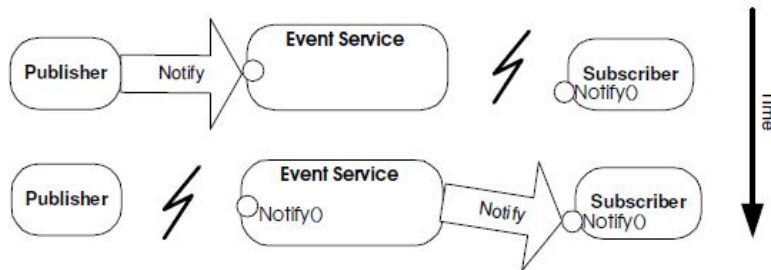 Event Service
Publisher
Notify
Subscriber
Notify()
Time
Event Service
Publisher
Notify()
Notify
Subscriber
Notify()